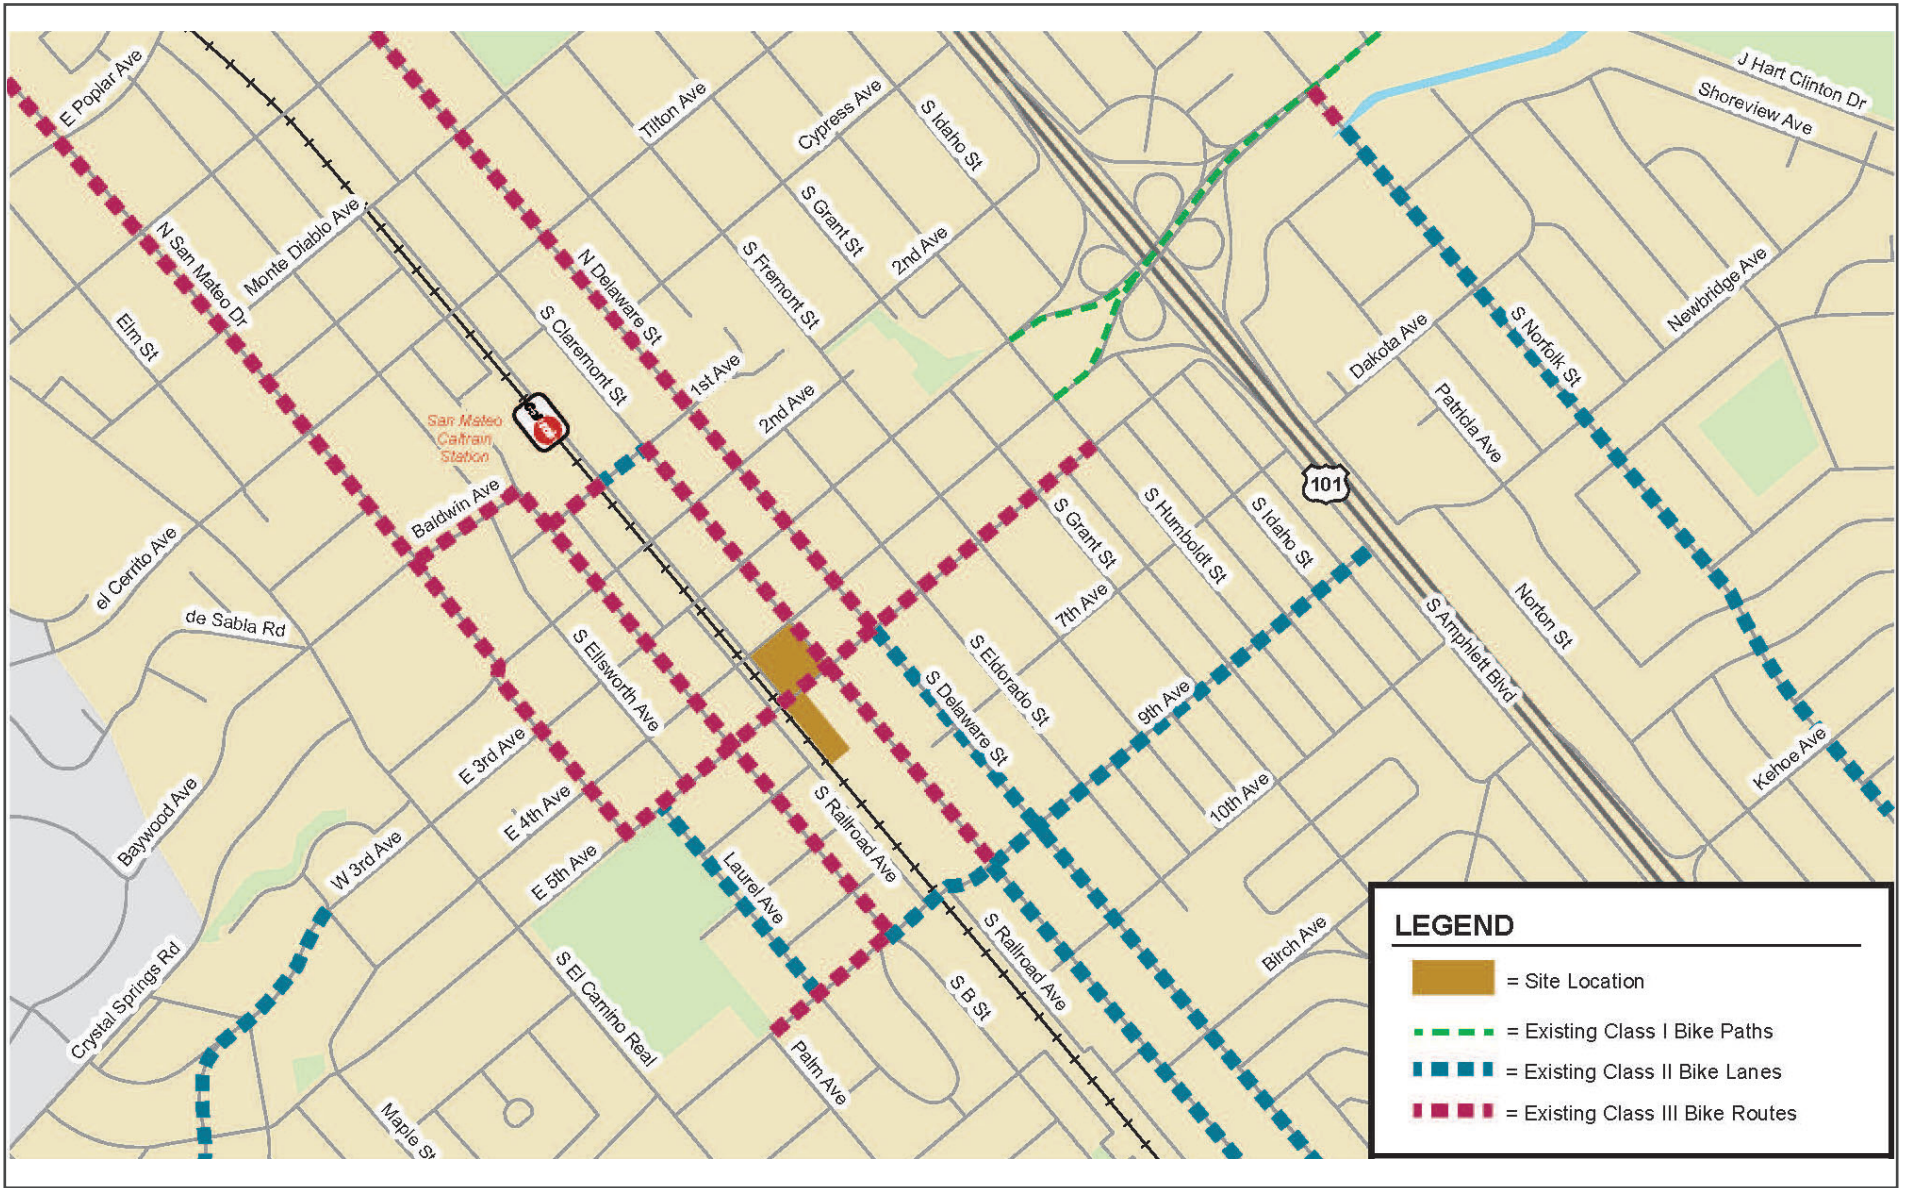 E Poplar Ave
Tilton Ave
Cypress Ave
S Idaho St
J Hart Clinton Dr
Shoreview Ave
N San Mateo Dr
Monte Diablo Ave
N Delaware St
S Grant St
2nd Ave
S Fremont St
Elm St
S Claremont St
1st Ave
2nd Ave
Newbridge Ave
S Norfolk St
Dakota Ave
Patricia Ave
San Mateo
Caltrain
Station
Caltrain
101
Baldwin Ave
el Cerrito Ave
de Sabla Rd
S Grant St
S Humboldt St
S Idaho St
7th Ave
S Amphlett Blvd
Norton St
S Ellsworth Ave
S Eldorado St
S Delaware St
9th Ave
E 3rd Ave
E 4th Ave
E 5th Ave
Baywood Ave
W 3rd Ave
S Railroad Ave
Laurel Ave
10th Ave
Kehoe Ave
Crystal Springs Rd
S El Camino Real
S B St
S Railroad Ave
Birch Ave
Palm Ave
Maple St
LEGEND
= Site Location
= Existing Class I Bike Paths
= Existing Class II Bike Lanes
= Existing Class III Bike Routes